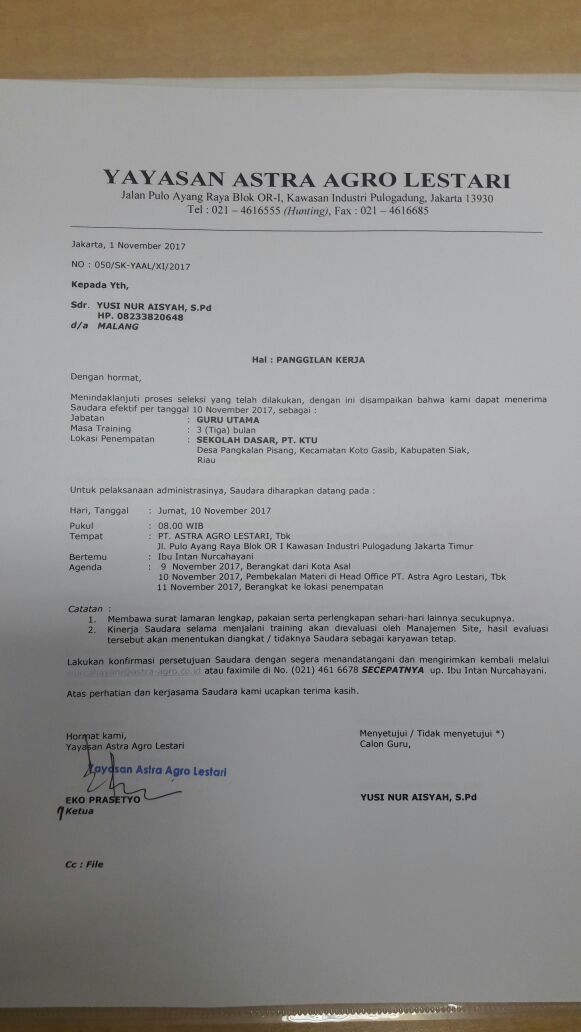 YAYASAN ASTRA AGRO LESTARI
Jalan Pulo Ayang Raya Blok OR-I, Kawasan Industri Pulogadung, Jakarta 13930
Tel : 021 – 4616555 (Hunting), Fax : 021 – 4616685
Jakarta, 1 November 2017
NO : 050/SK-YAAL/XI/2017
Kepada Yth,
Sdr. YUSI NUR AISYAH, S.Pd
HP. 08233820648
d/a MALANG
Hal : PANGGILAN KERJA
Dengan hormat,
Menindaklanjuti proses seleksi yang telah dilakukan, dengan ini disampaikan bahwa kami dapat menerima
Saudara efektif per tanggal 10 November 2017, sebagai :
Jabatan : GURU UTAMA
Masa Training : 3 (Tiga) bulan
Lokasi Penempatan : SEKOLAH DASAR, PT. KTU
Desa Pangkalan Pisang, Kecamatan Koto Gasib, Kabupaten Siak,
Riau
Untuk pelaksanaan administrasinya, Saudara diharapkan datang pada :
Hari, Tanggal : Jumat, 10 November 2017
Pukul : 08.00 WIB
Tempat : PT. ASTRA AGRO LESTARI, Tbk
Jl. Pulo Ayang Raya Blok OR I Kawasan Industri Pulogadung Jakarta Timur
Bertemu : Ibu Intan Nurcahayani
Agenda : 9 November 2017, Berangkat dari Kota Asal
10 November 2017, Pembekalan Materi di Head Office PT. Astra Agro Lestari, Tbk
11 November 2017, Berangkat ke lokasi penempatan
Catatan :
1. Membawa surat lamaran lengkap, pakaian serta perlengkapan sehari-hari lainnya secukupnya.
2. Kinerja Saudara selama menjalani training akan dievaluasi oleh Manajemen Site, hasil evaluasi
tersebut akan menentukan diangkat / tidaknya Saudara sebagai karyawan tetap.
Lakukan konfirmasi persetujuan Saudara dengan segera menandatangani dan mengirimkan kembali melalui
nurcahayani@astra-agro.co.id atau faximile di No. (021) 461 6678 SECEPATNYA up. Ibu Intan Nurcahayani.
Atas perhatian dan kerjasama Saudara kami ucapkan terima kasih.
Hormat kami,
Yayasan Astra Agro Lestari
Yayasan Astra Agro Lestari
EKO PRASETYO
Ketua
Menyetujui / Tidak menyetujui *)
Calon Guru,
YUSI NUR AISYAH, S.Pd
Cc : File